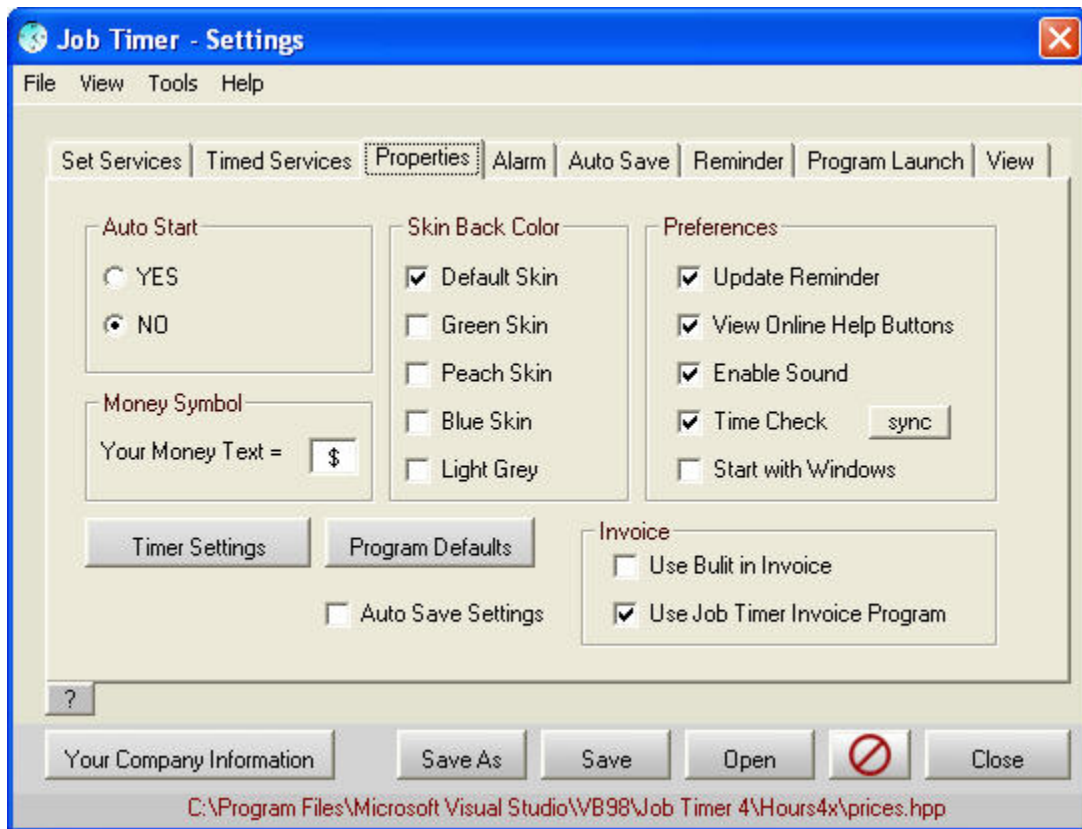 Job Timer - Settings
File View Tools Help
Set Services Timed Services Properties Alarm Auto Save Reminder Program Launch View
Auto Start
YES
NO
Money Symbol
Your Money Text = $
Skin Back Color
Default Skin
Green Skin
Peach Skin
Blue Skin
Light Grey
Preferences
Update Reminder
View Online Help Buttons
Enable Sound
Time Check sync
Start with Windows
Timer Settings Program Defaults
Auto Save Settings
Invoice
Use Bulit in Invoice
Use Job Timer Invoice Program
?
Your Company Information Save As Save Open Close
C:\Program Files\Microsoft Visual Studio\VB98\Job Timer 4\Hours4x\prices.hpp